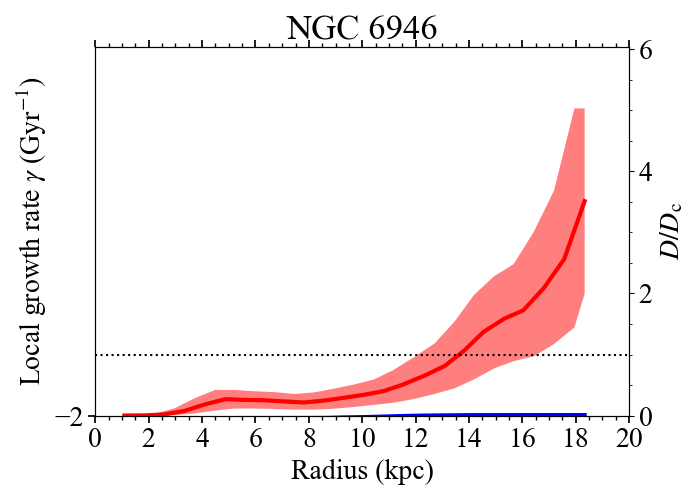 NGC 6946
Local growth rate γ (Gyr⁻¹)
−2
6
4
2
0
D/D_c
0 2 4 6 8 10 12 14 16 18 20
Radius (kpc)